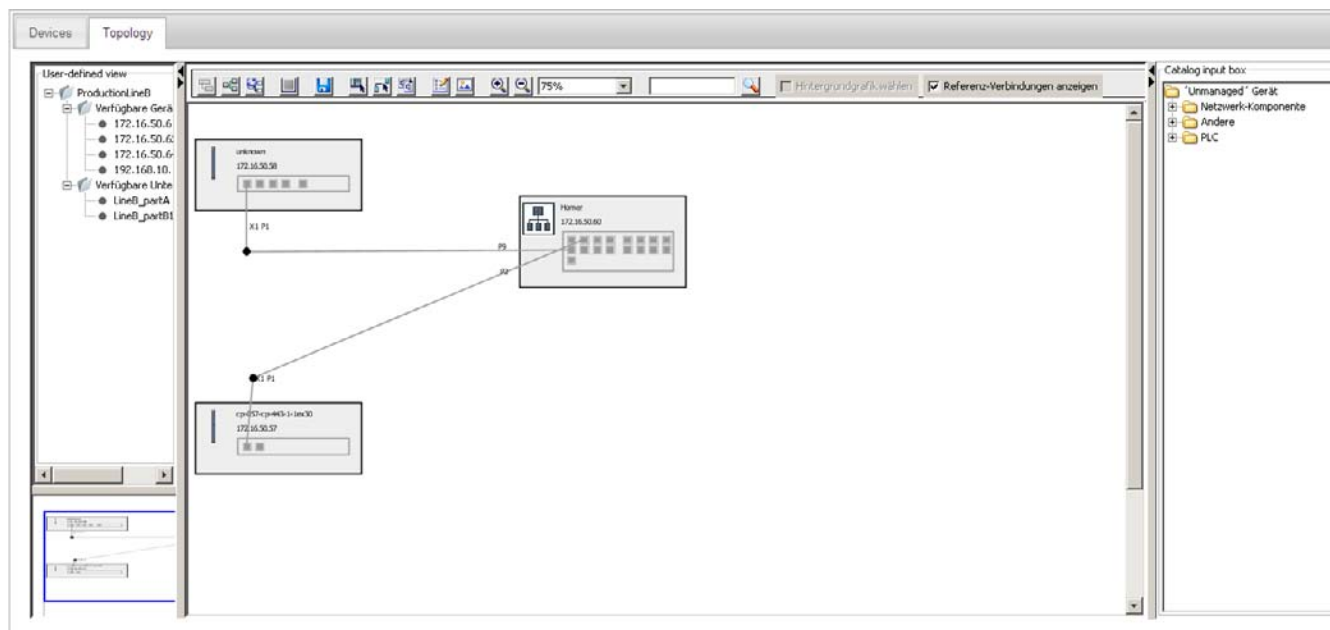 Devices
Topology
User-defined view
ProductionLineB
Verfügbare Gerä
172.16.50.6
172.16.50.6
172.16.50.6
192.168.10.
Verfügbare Unte
LineB_partA
LineB_partB1
75%
Hintergrundgrafik wählen
Referenz-Verbindungen anzeigen
unknown
172.16.50.58
X1 P1
Homer
172.16.50.60
P9
P2
X1 P1
172.16.50.57
Catalog input box
'Unmanaged' Gerät
Netzwerk-Komponente
Andere
PLC